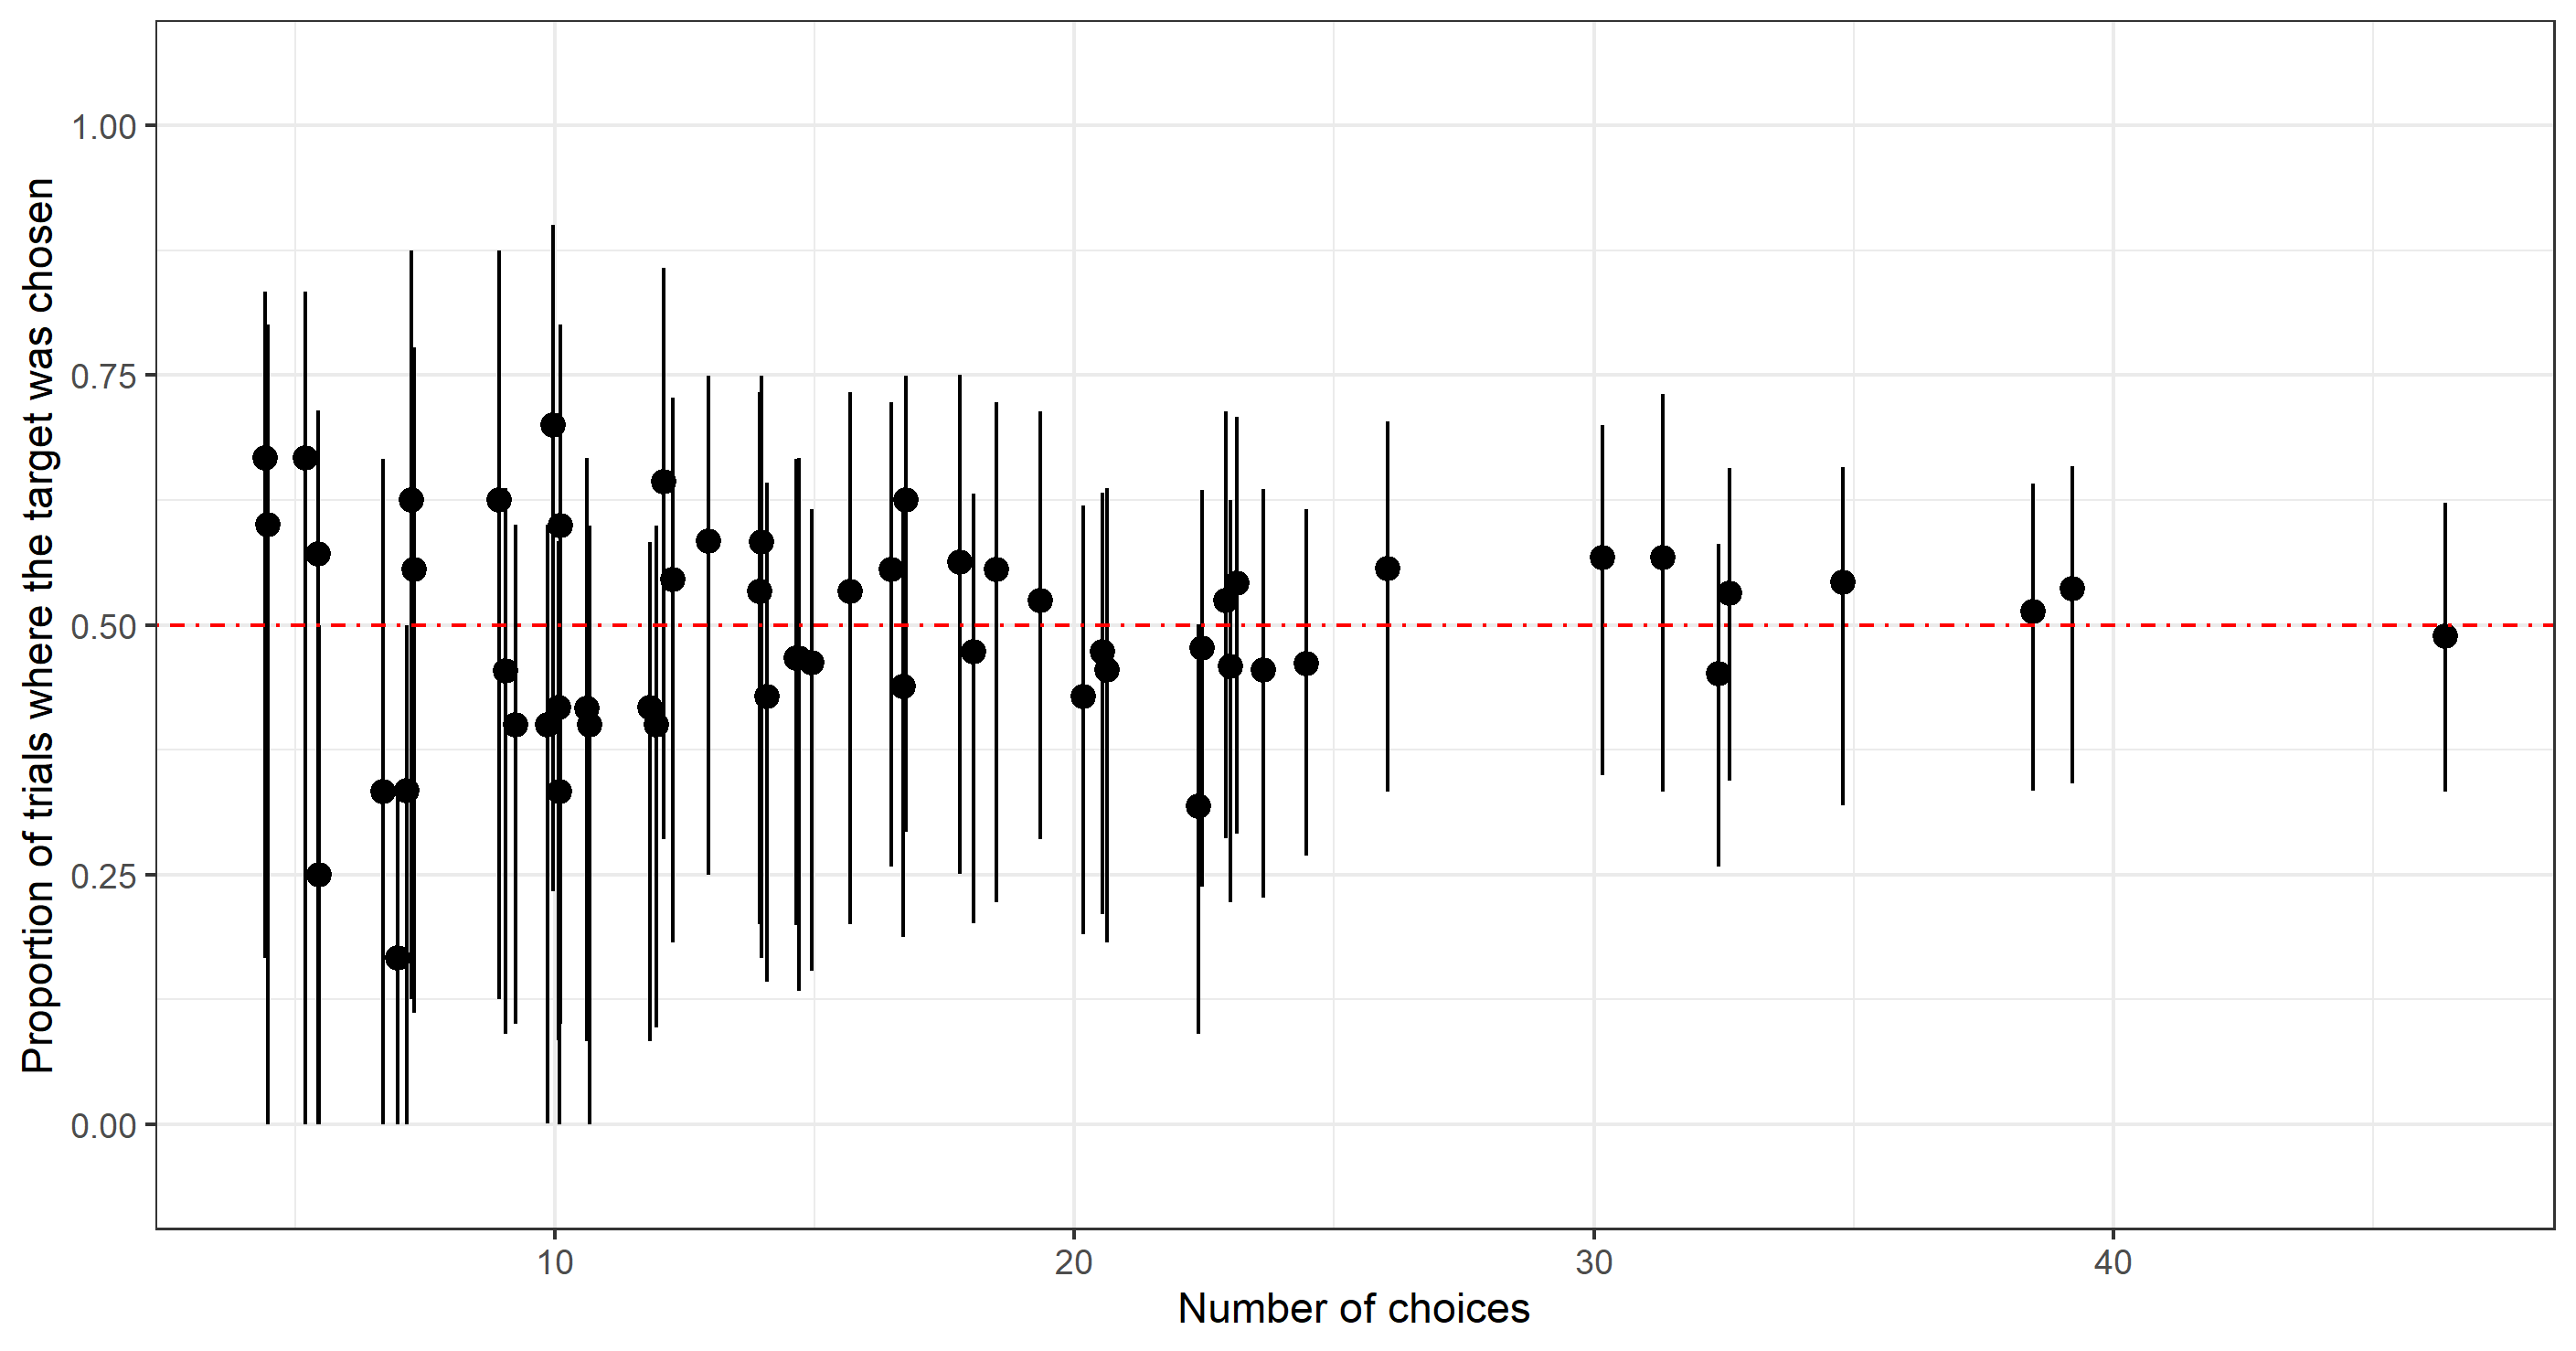 Proportion of trials where the target was chosen
1.00
0.75
0.50
0.25
0.00
10 20 30 40
Number of choices